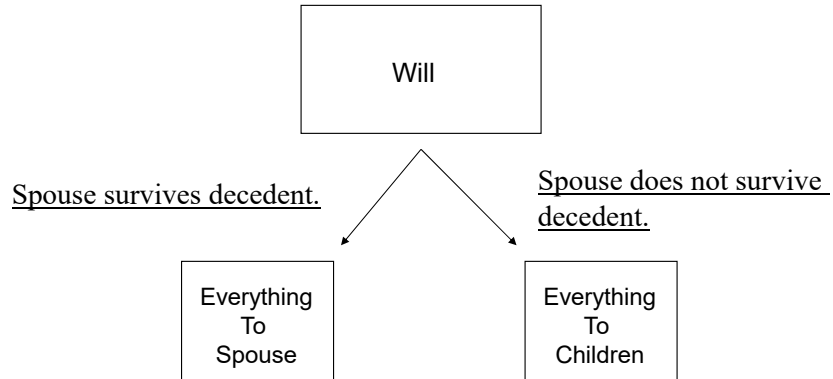 Will
Spouse survives decedent.
Spouse does not survive
decedent.
Everything
To
Spouse
Everything
To
Children